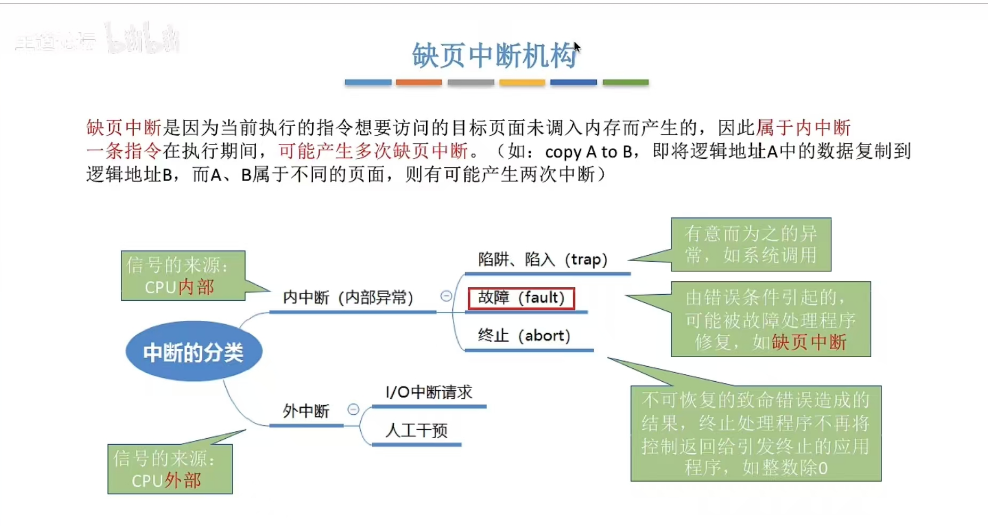 bilibili
缺页中断机构
缺页中断是因为当前执行的指令想要访问的目标页面未调入内存而产生的，因此属于内中断
一条指令在执行期间，可能产生多次缺页中断。（如：copy A to B，即将逻辑地址A中的数据复制到
逻辑地址B，而A、B属于不同的页面，则有可能产生两次中断）
有意而为之的异
常，如系统调用
信号的来源：
CPU内部
陷阱、陷入（trap）
内中断（内部异常）
故障（fault）
由错误条件引起的，
可能被故障处理程序
修复，如缺页中断
终止（abort）
中断的分类
不可恢复的致命错误造成的
结果，终止处理程序不再将
控制返回给引发终止的应用
程序，如整数除0
外中断
I/O中断请求
人工干预
信号的来源：
CPU外部